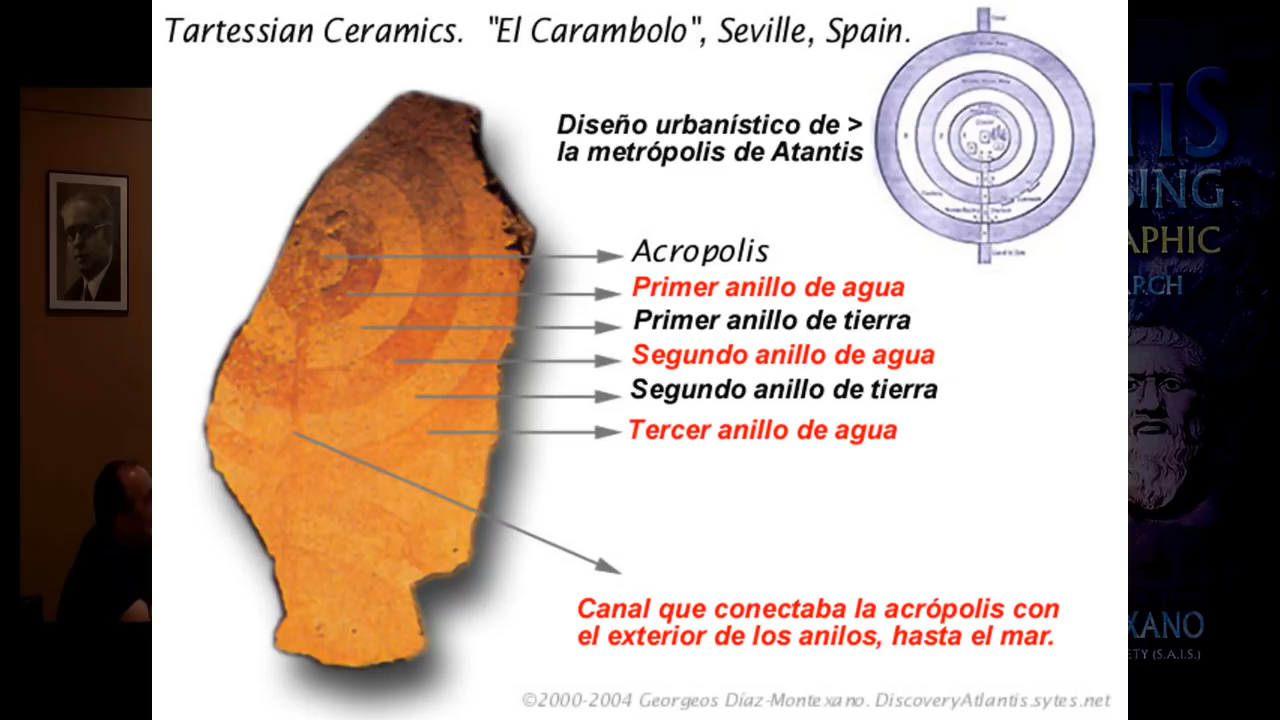 Tartessian Ceramics. "El Carambolo", Seville, Spain.
Diseño urbanístico de >
la metrópolis de Atantis
Acropolis
Primer anillo de agua
Primer anillo de tierra
Segundo anillo de agua
Segundo anillo de tierra
Tercer anillo de agua
Canal que conectaba la acrópolis con
el exterior de los anilos, hasta el mar.
©2000-2004 Georgeos Díaz-Montexano. DiscoveryAtlantis.sytes.net
TIS
SING
APHIC
ARCH
XANO
ETY (S.A.I.S.)